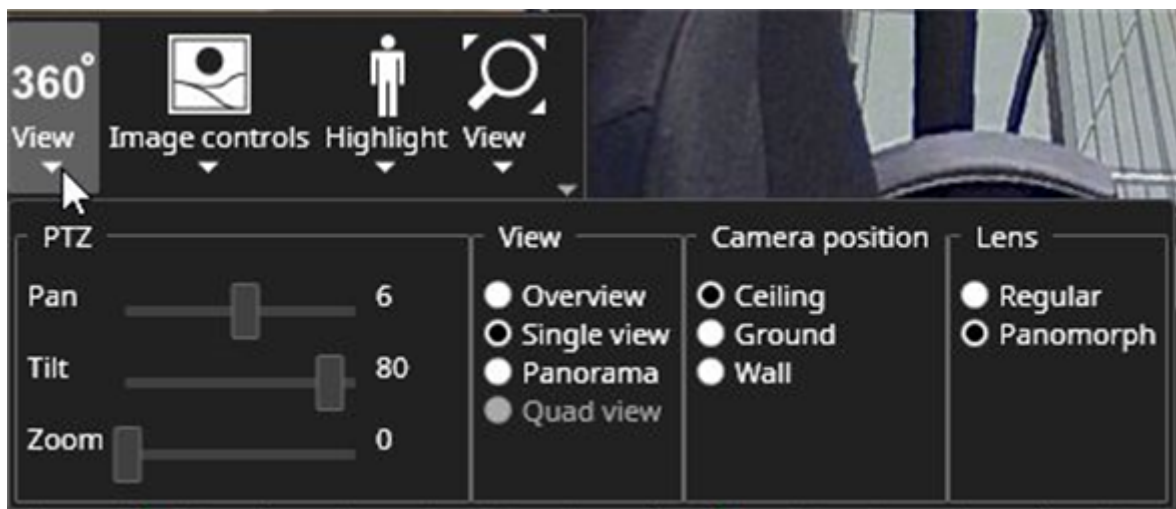 360°
View
Image controls
Highlight
View
PTZ
Pan 6
Tilt 80
Zoom 0
View
Overview
Single view
Panorama
Quad view
Camera position
Ceiling
Ground
Wall
Lens
Regular
Panomorph